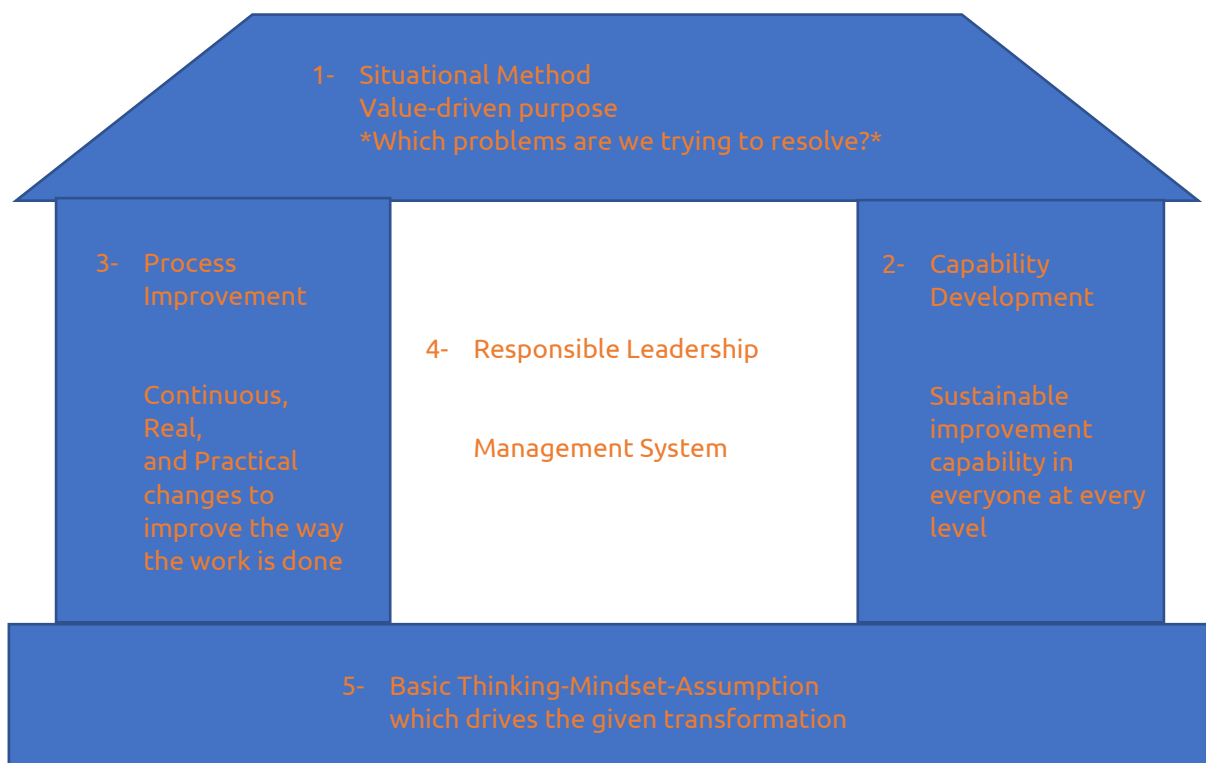 1- Situational Method
Value-driven purpose
*Which problems are we trying to resolve?*
3- Process
Improvement
Continuous,
Real,
and Practical
changes to
improve the way
the work is done
4- Responsible Leadership
Management System
2- Capability
Development
Sustainable
improvement
capability in
everyone at every
level
5- Basic Thinking-Mindset-Assumption
which drives the given transformation